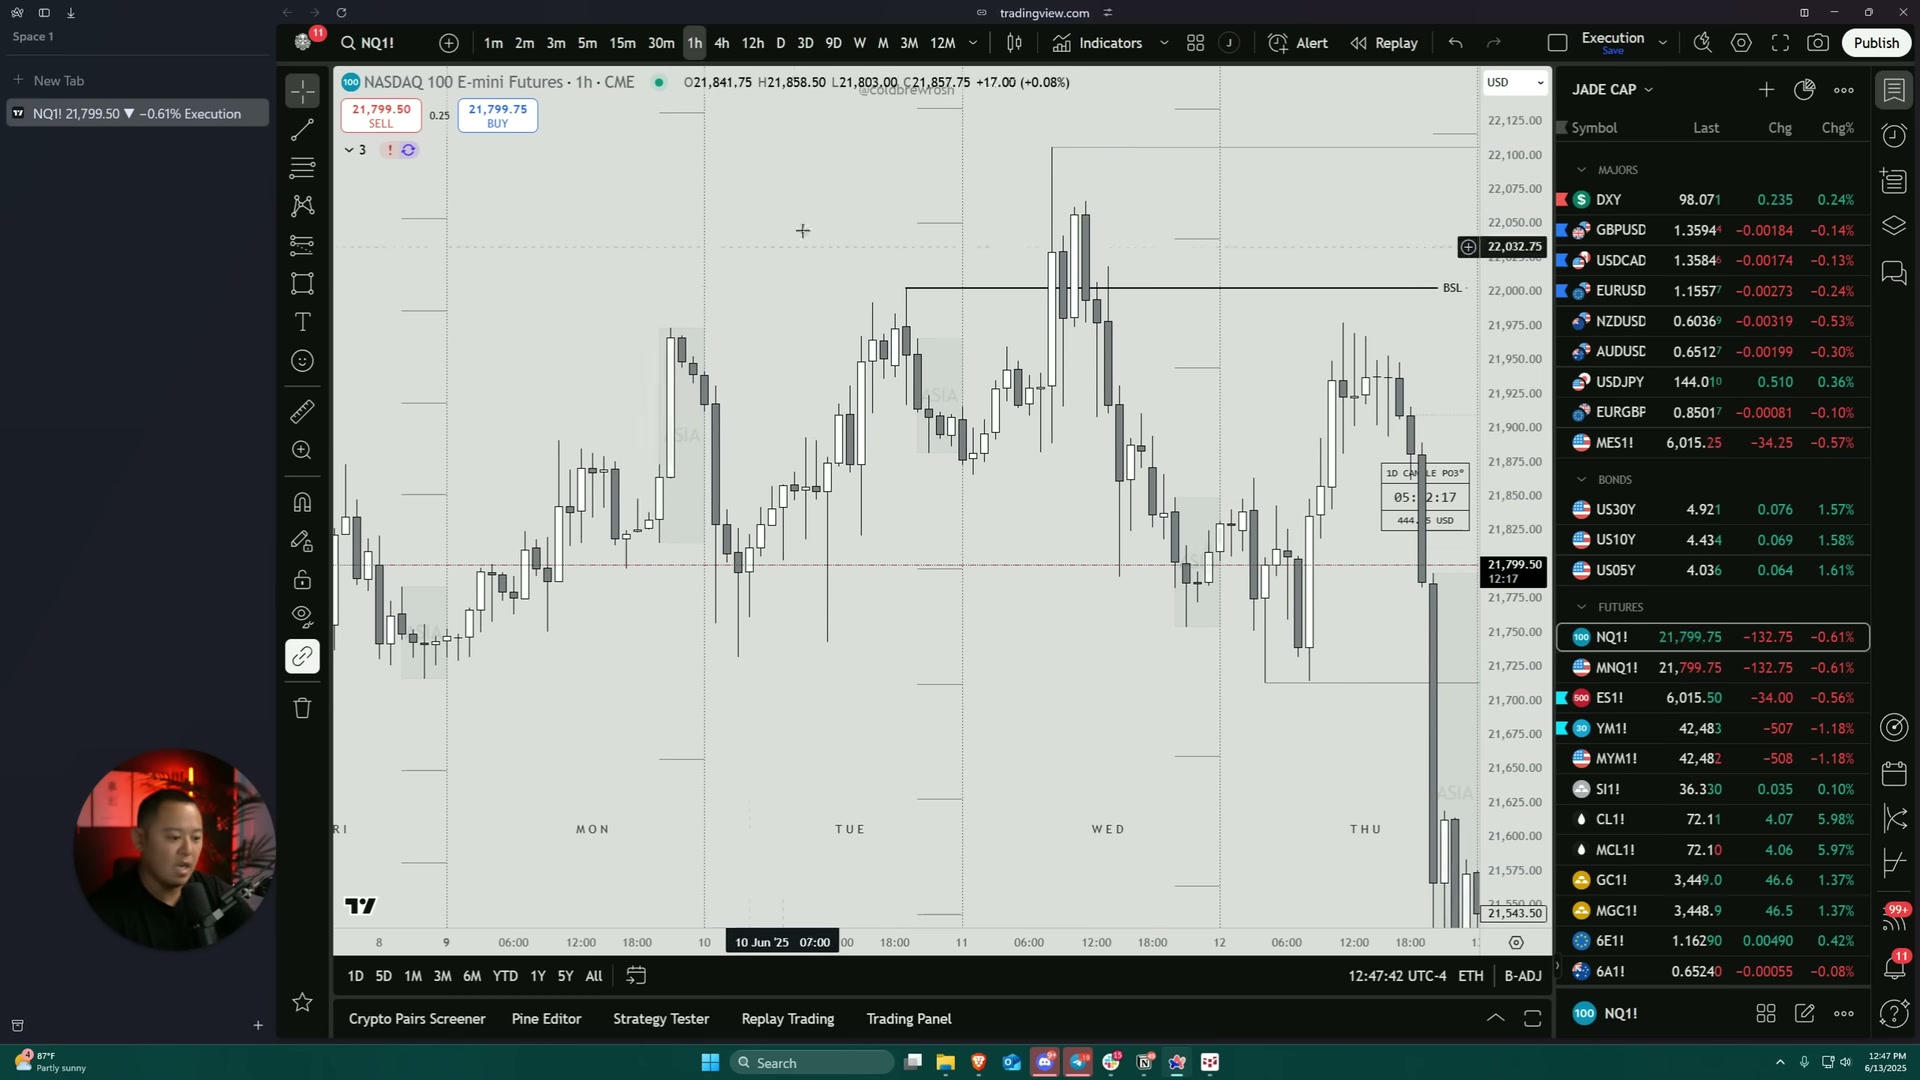 tradingview.com
Space 1
New Tab
NQ1! 21,799.50 ▼ −0.61% Execution
11
NQ1!
1m 2m 3m 5m 15m 30m 1h 4h 12h D 3D 9D W M 3M 12M
Indicators
J
Alert
Replay
Execution
Save
Publish
NASDAQ 100 E-mini Futures · 1h · CME
O21,841.75 H21,858.50 L21,803.00 C21,857.75 +17.00 (+0.08%)
@coldbrewrosh
21,799.50
SELL
0.25
21,799.75
BUY
3
USD
22,125.00
22,100.00
22,075.00
22,050.00
22,032.75
22,000.00
21,975.00
21,950.00
21,925.00
21,900.00
21,875.00
21,850.00
21,825.00
21,799.50
12:17
21,775.00
21,750.00
21,725.00
21,700.00
21,675.00
21,650.00
21,625.00
21,600.00
21,575.00
21,543.50
BSL
ASIA
ASIA
ASIA
1D CANDLE PO3°
MON TUE WED THU
8 9 06:00 12:00 18:00 10
10 Jun '25 07:00
18:00 11 06:00 12:00 18:00 12 06:00 12:00 18:00
1D 5D 1M 3M 6M YTD 1Y 5Y All
12:47:42 UTC-4 ETH B-ADJ
Crypto Pairs Screener Pine Editor Strategy Tester Replay Trading Trading Panel
JADE CAP
Symbol Last Chg Chg%
MAJORS
DXY 98.071 0.235 0.24%
GBPUSD 1.35944 −0.00184 −0.14%
USDCAD 1.35846 −0.00174 −0.13%
EURUSD 1.15577 −0.00273 −0.24%
NZDUSD 0.60369 −0.00319 −0.53%
AUDUSD 0.65127 −0.00199 −0.30%
USDJPY 144.010 0.510 0.36%
EURGBP 0.85017 −0.00081 −0.10%
MES1! 6,015.25 −34.25 −0.57%
BONDS
US30Y 4.921 0.076 1.57%
US10Y 4.434 0.069 1.58%
US05Y 4.036 0.064 1.61%
FUTURES
NQ1! 21,799.75 −132.75 −0.61%
MNQ1! 21,799.75 −132.75 −0.61%
ES1! 6,015.50 −34.00 −0.56%
YM1! 42,483 −507 −1.18%
MYM1! 42,482 −508 −1.18%
SI1! 36.330 0.035 0.10%
CL1! 72.11 4.07 5.98%
MCL1! 72.10 4.06 5.97%
GC1! 3,449.0 46.6 1.37%
MGC1! 3,448.9 46.5 1.37%
6E1! 1.16290 0.00490 0.42%
6A1! 0.65240 −0.00055 −0.08%
NQ1!
99+
11
87°F
Partly sunny
Search
12:47 PM
6/13/2025